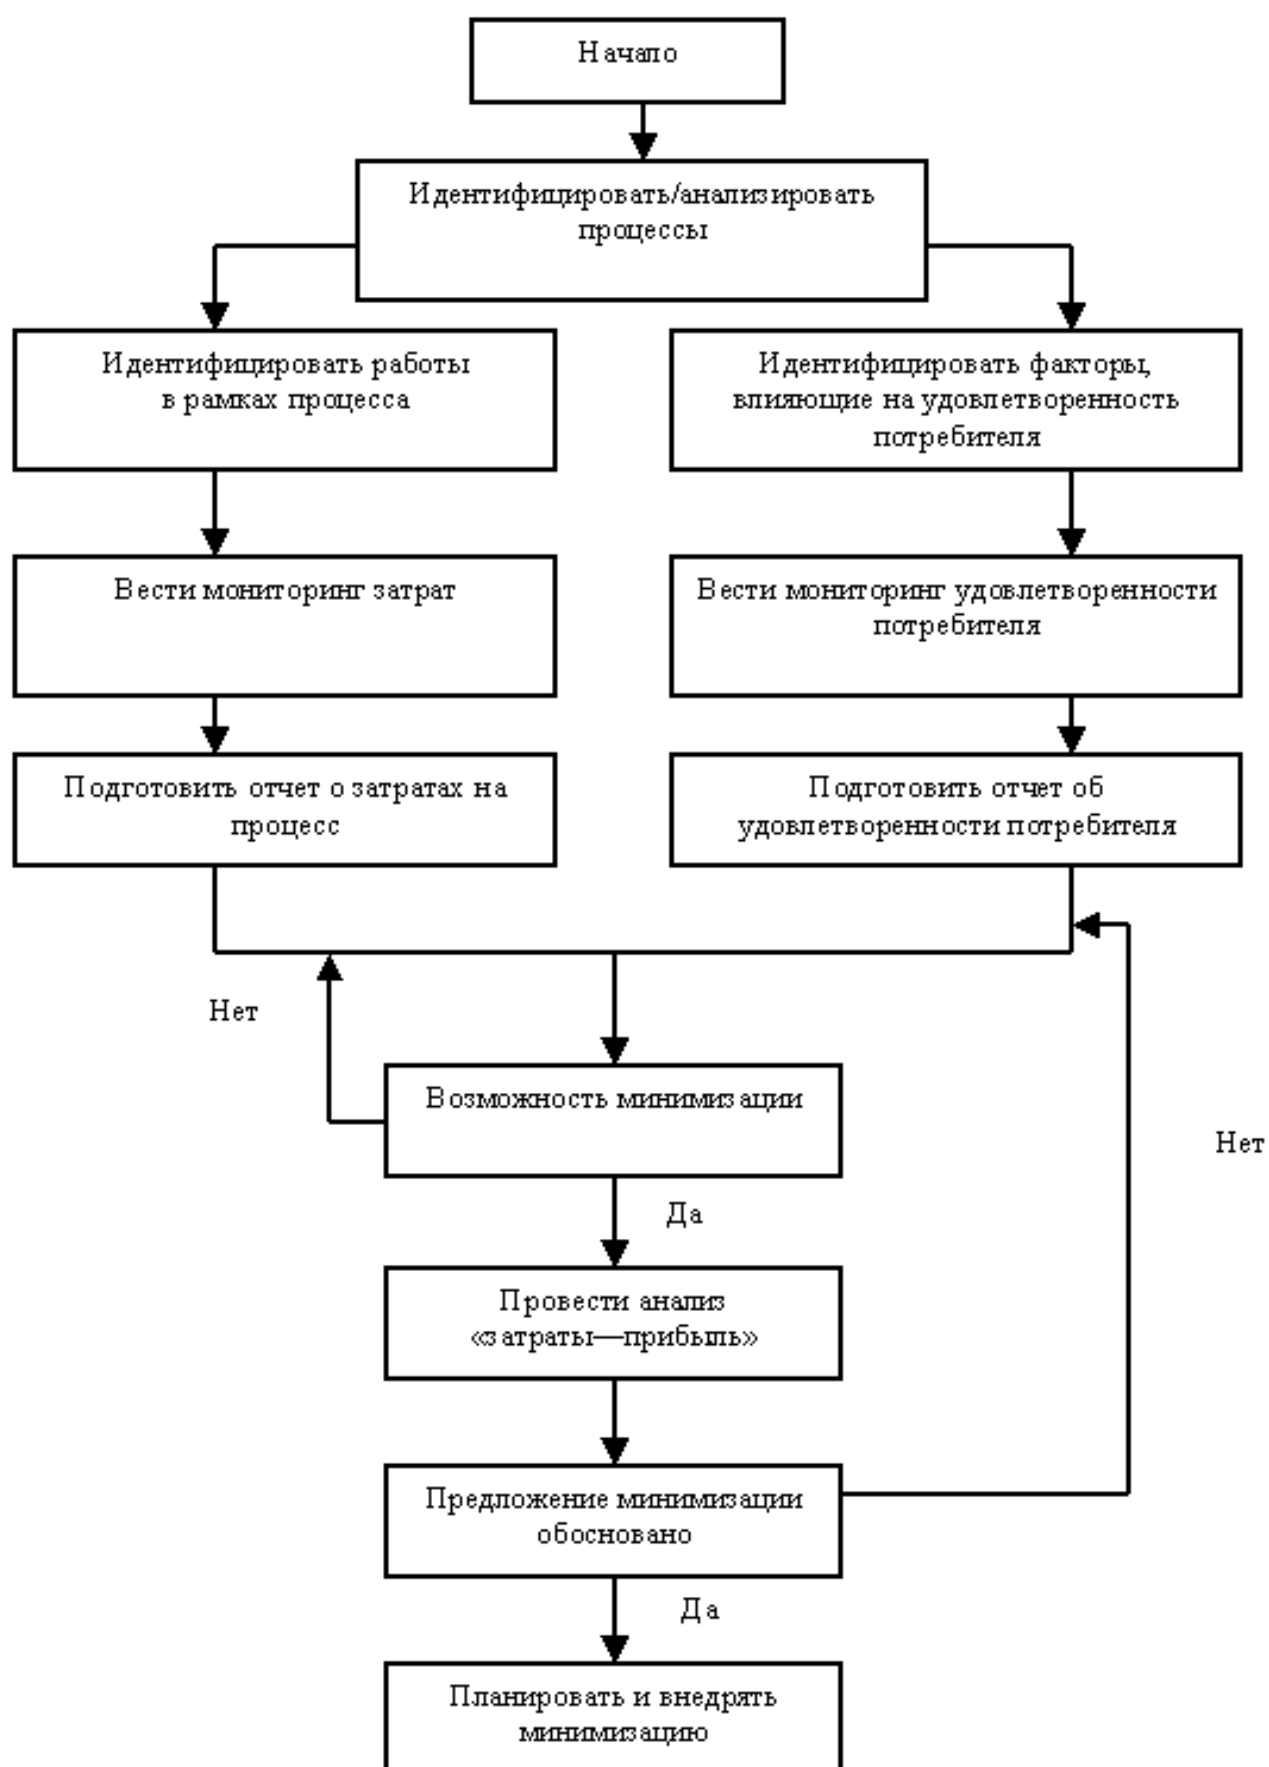 Начало
Идентифицировать/анализировать
процессы
Идентифицировать работы
в рамках процесса
Идентифицировать факторы,
влияющие на удовлетворенность
потребителя
Вести мониторинг затрат
Вести мониторинг удовлетворенности
потребителя
Подготовить отчет о затратах на
процесс
Подготовить отчет об
удовлетворенности потребителя
Нет
Возможность минимизации
Нет
Да
Провести анализ
«затраты—прибыль»
Предложение минимизации
обосновано
Да
Планировать и внедрять
минимизацию